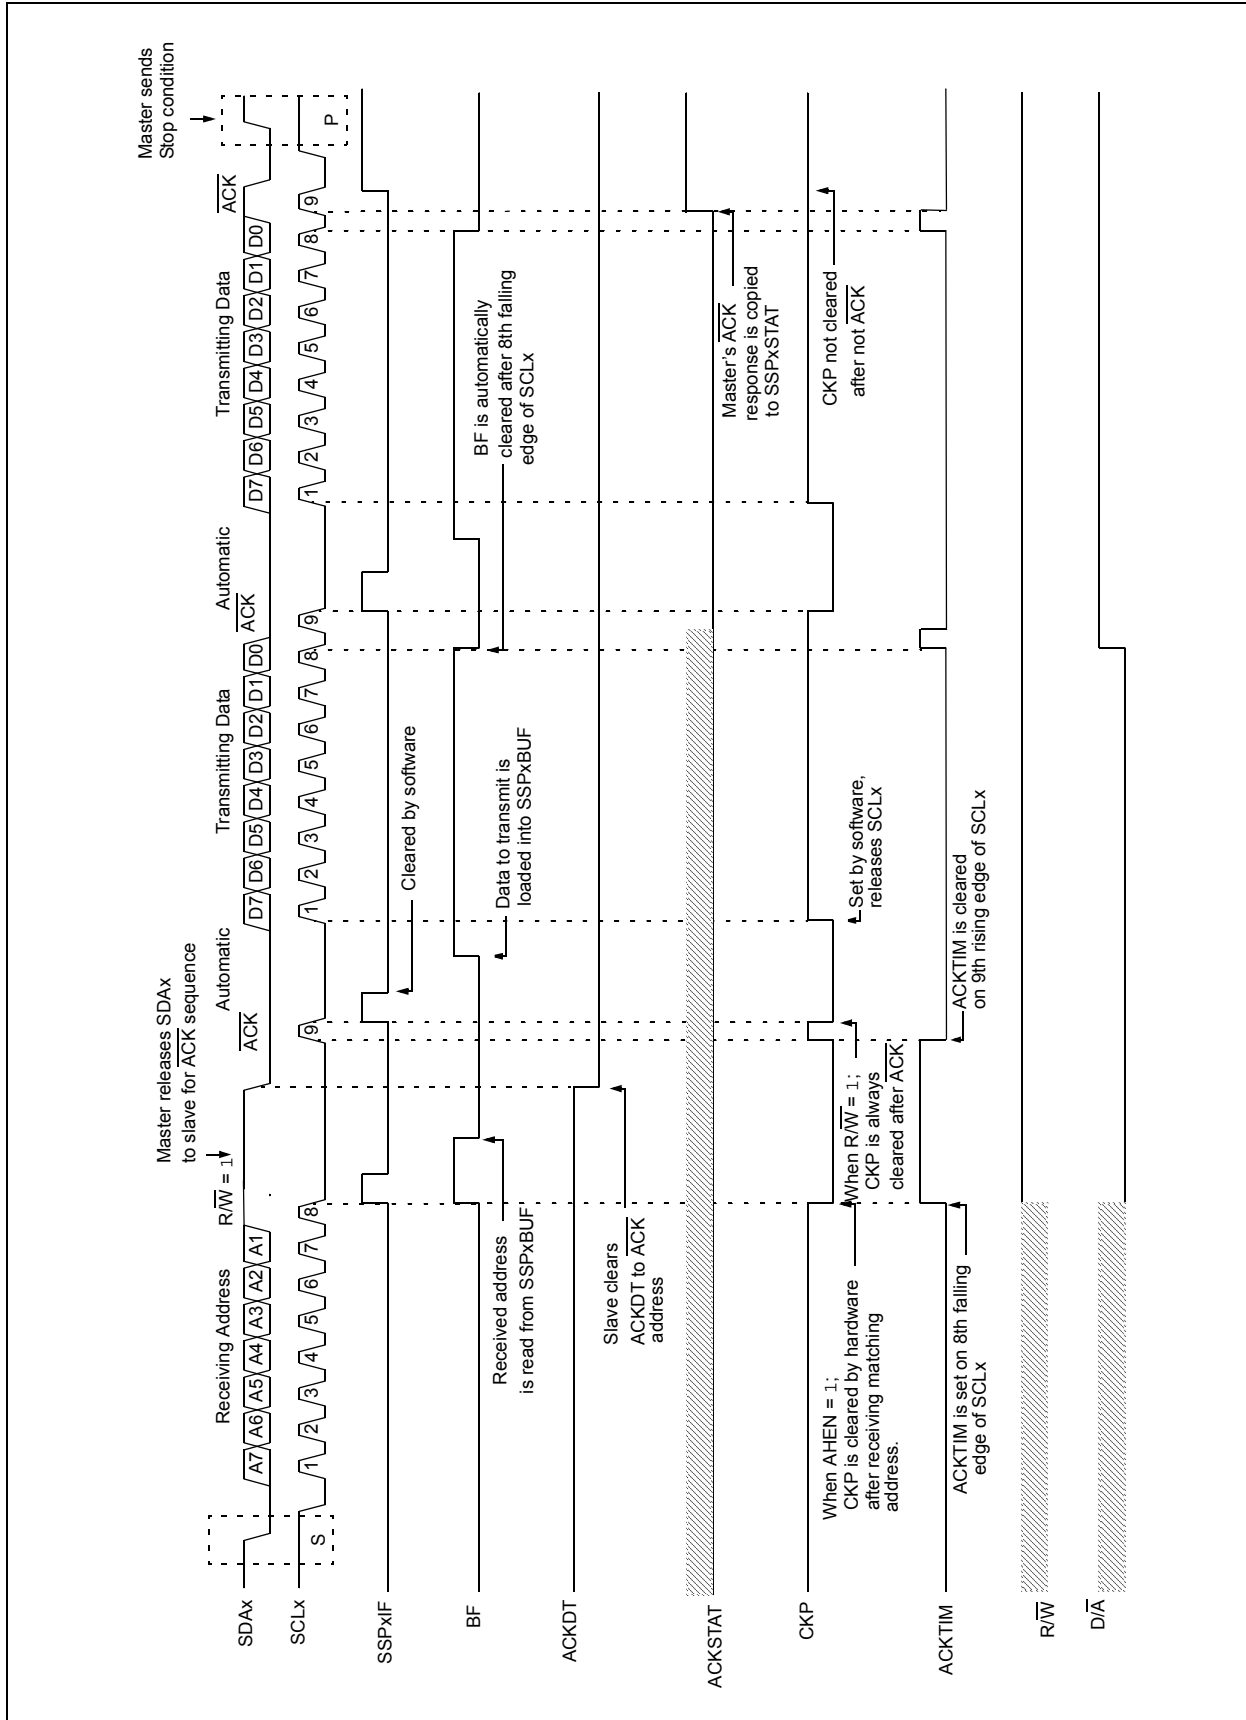 Master releases SDAx
to slave for ACK sequence
Master sends
Stop condition
Receiving Address
R/W = 1
Automatic
ACK
Transmitting Data
Automatic
ACK
Transmitting Data
ACK
SDAx
A7 A6 A5 A4 A3 A2 A1
D7 D6 D5 D4 D3 D2 D1 D0
D7 D6 D5 D4 D3 D2 D1 D0
SCLx
S
1 2 3 4 5 6 7 8 9
1 2 3 4 5 6 7 8 9
1 2 3 4 5 6 7 8 9
P
SSPxIF
Cleared by software
BF
Received address
is read from SSPxBUF
Data to transmit is
loaded into SSPxBUF
BF is automatically
cleared after 8th falling
edge of SCLx
ACKDT
Slave clears
ACKDT to ACK
address
ACKSTAT
Master's ACK
response is copied
to SSPxSTAT
CKP
When AHEN = 1;
CKP is cleared by hardware
after receiving matching
address.
When R/W = 1;
CKP is always
cleared after ACK
Set by software,
releases SCLx
CKP not cleared
after not ACK
ACKTIM
ACKTIM is set on 8th falling
edge of SCLx
ACKTIM is cleared
on 9th rising edge of SCLx
R/W
D/A